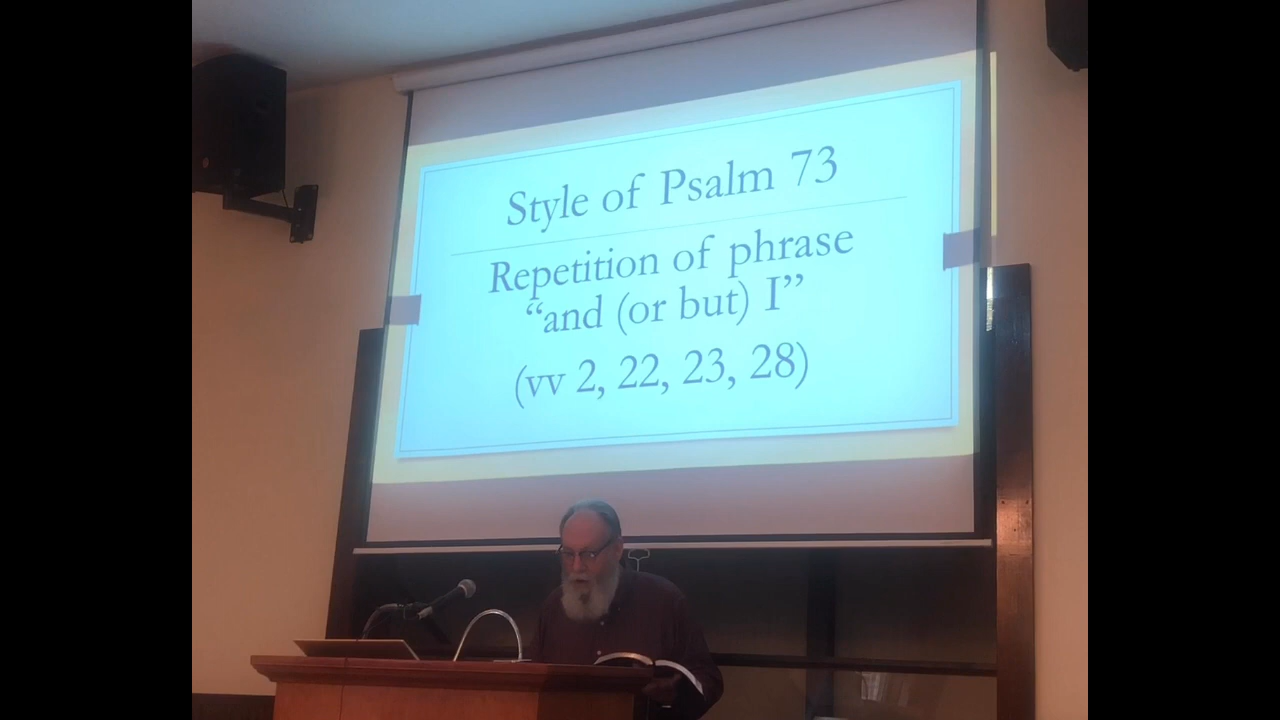 Style of Psalm 73
Repetition of phrase
“and (or but) I”
(vv 2, 22, 23, 28)